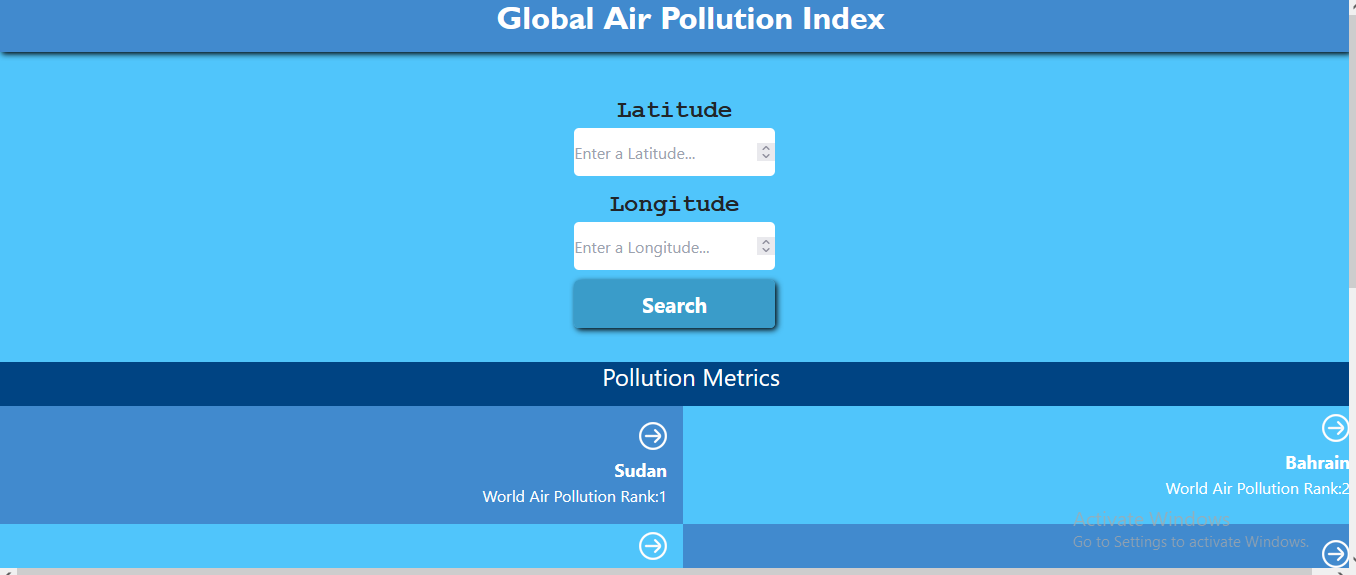 Global Air Pollution Index
Latitude
Enter a Latitude...
Longitude
Enter a Longitude...
Search
Pollution Metrics
Sudan
World Air Pollution Rank:1
Bahrain
World Air Pollution Rank:2
Activate Windows
Go to Settings to activate Windows.